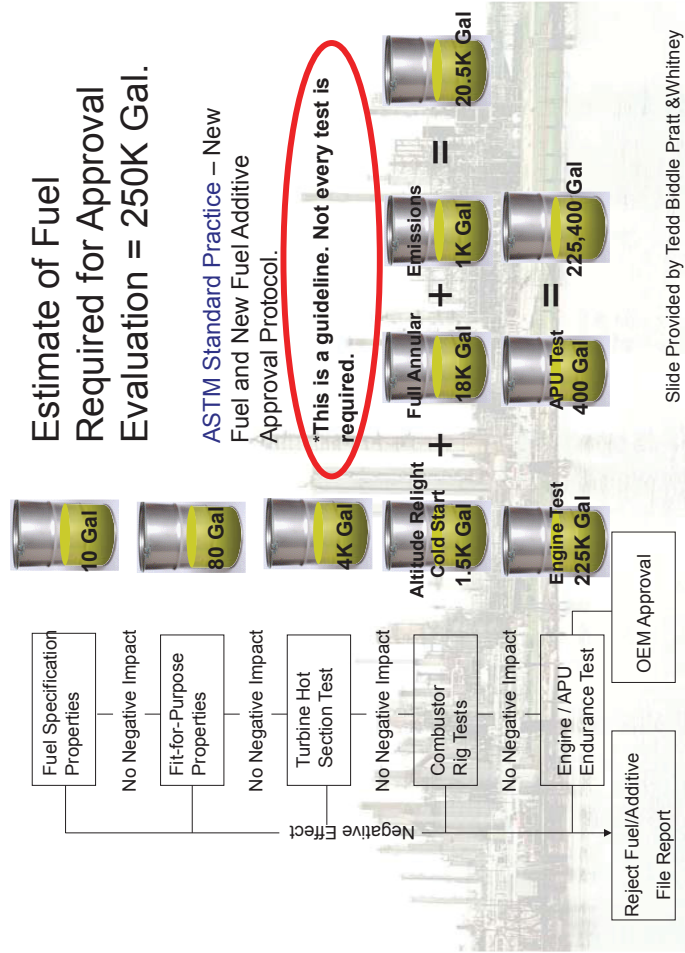 Estimate of Fuel
Required for Approval
Evaluation = 250K Gal.
ASTM Standard Practice – New
Fuel and New Fuel Additive
Approval Protocol.
*This is a guideline. Not every test is
required.
Fuel Specification
Properties
10 Gal
No Negative Impact
Fit-for-Purpose
Properties
80 Gal
No Negative Impact
Turbine Hot
Section Test
4K Gal
No Negative Impact
Combustor
Rig Tests
Altitude Relight
Cold Start
1.5K Gal
+
Full Annular
18K Gal
+
Emissions
1K Gal
=
20.5K Gal
No Negative Impact
Engine / APU
Endurance Test
Engine Test
225K Gal
APU Test
400 Gal
=
225,400 Gal
Negative Effect
Reject Fuel/Additive
File Report
OEM Approval
Slide Provided by Tedd Biddle Pratt &Whitney